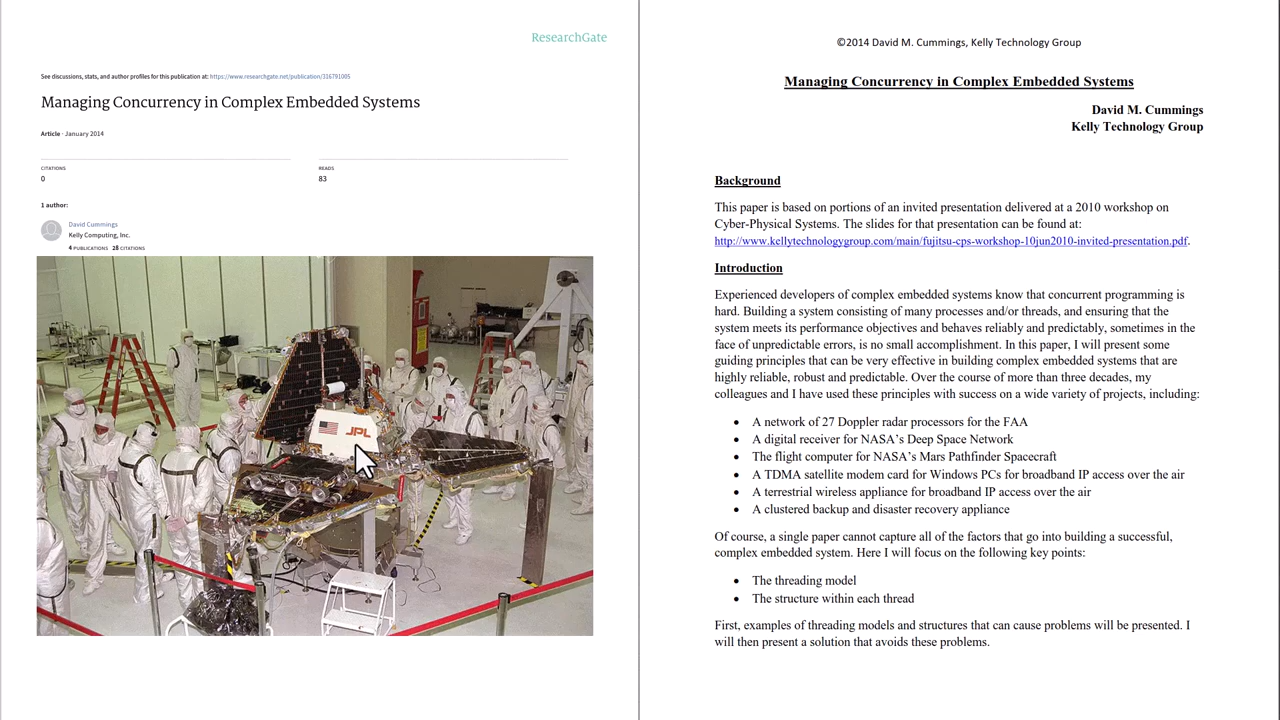 ResearchGate
See discussions, stats, and author profiles for this publication at: https://www.researchgate.net/publication/316791005
Managing Concurrency in Complex Embedded Systems
Article · January 2014
CITATIONS
0
READS
83
1 author:
David Cummings
Kelly Computing, Inc.
4 PUBLICATIONS 28 CITATIONS
JPL
©2014 David M. Cummings, Kelly Technology Group
Managing Concurrency in Complex Embedded Systems
David M. Cummings
Kelly Technology Group
Background
This paper is based on portions of an invited presentation delivered at a 2010 workshop on
Cyber-Physical Systems. The slides for that presentation can be found at:
http://www.kellytechnologygroup.com/main/fujitsu-cps-workshop-10jun2010-invited-presentation.pdf.
Introduction
Experienced developers of complex embedded systems know that concurrent programming is
hard. Building a system consisting of many processes and/or threads, and ensuring that the
system meets its performance objectives and behaves reliably and predictably, sometimes in the
face of unpredictable errors, is no small accomplishment. In this paper, I will present some
guiding principles that can be very effective in building complex embedded systems that are
highly reliable, robust and predictable. Over the course of more than three decades, my
colleagues and I have used these principles with success on a wide variety of projects, including:
• A network of 27 Doppler radar processors for the FAA
• A digital receiver for NASA's Deep Space Network
• The flight computer for NASA's Mars Pathfinder Spacecraft
• A TDMA satellite modem card for Windows PCs for broadband IP access over the air
• A terrestrial wireless appliance for broadband IP access over the air
• A clustered backup and disaster recovery appliance
Of course, a single paper cannot capture all of the factors that go into building a successful,
complex embedded system. Here I will focus on the following key points:
• The threading model
• The structure within each thread
First, examples of threading models and structures that can cause problems will be presented. I
will then present a solution that avoids these problems.